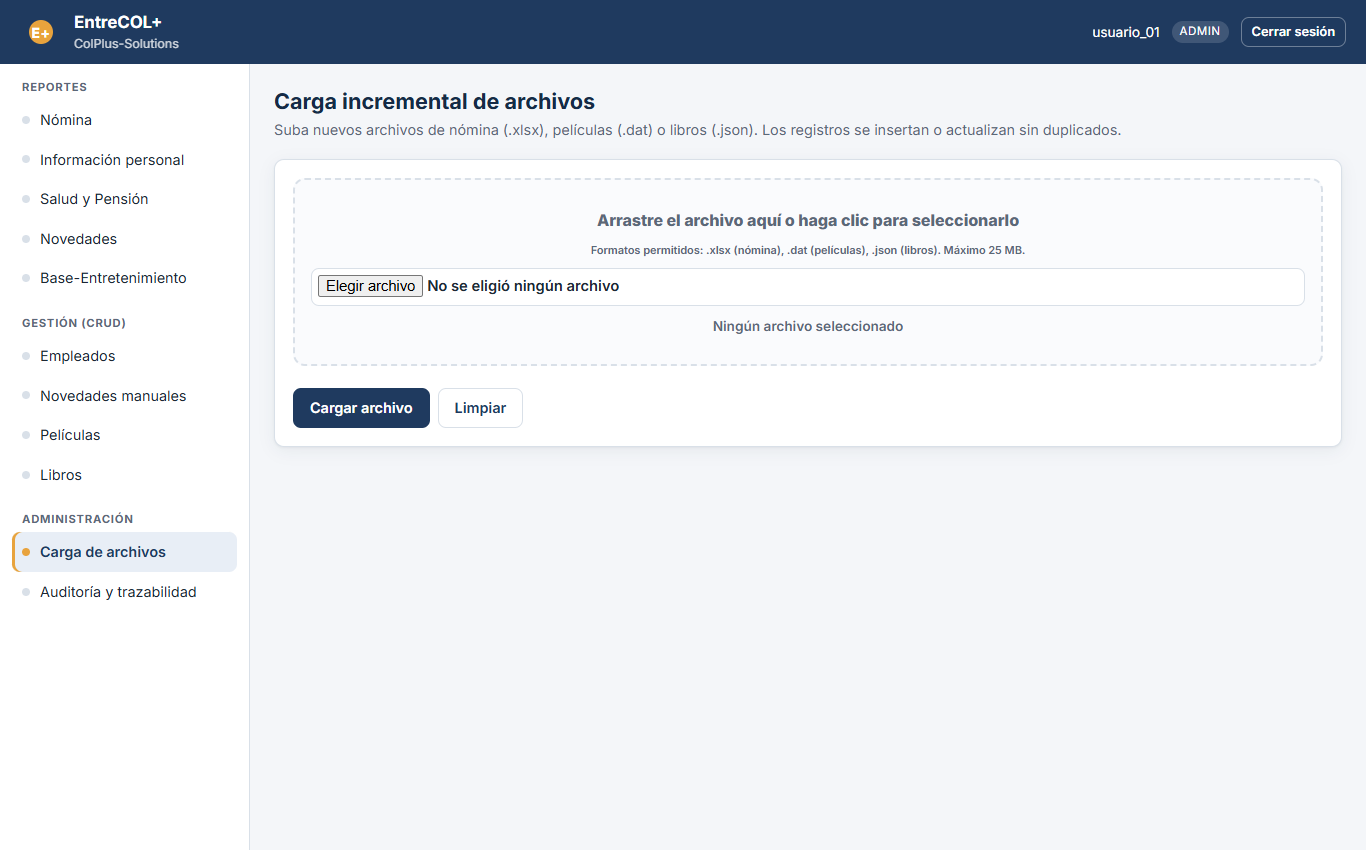 E+
EntreCOL+
ColPlus-Solutions
usuario_01
ADMIN
Cerrar sesión
REPORTES
Nómina
Información personal
Salud y Pensión
Novedades
Base-Entretenimiento
GESTIÓN (CRUD)
Empleados
Novedades manuales
Películas
Libros
ADMINISTRACIÓN
Carga de archivos
Auditoría y trazabilidad
Carga incremental de archivos
Suba nuevos archivos de nómina (.xlsx), películas (.dat) o libros (.json). Los registros se insertan o actualizan sin duplicados.
Arrastre el archivo aquí o haga clic para seleccionarlo
Formatos permitidos: .xlsx (nómina), .dat (películas), .json (libros). Máximo 25 MB.
Elegir archivo No se eligió ningún archivo
Ningún archivo seleccionado
Cargar archivo
Limpiar